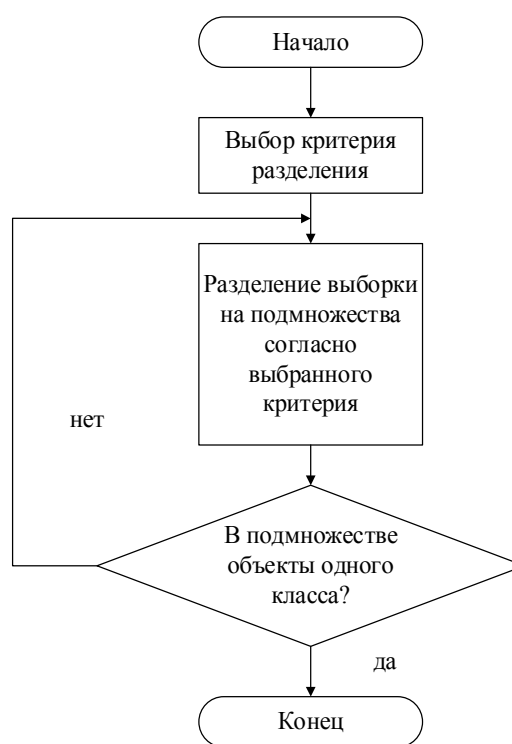 Начало
Выбор критерия
разделения
Разделение выборки
на подмножества
согласно
выбранного
критерия
нет
В подмножестве
объекты одного
класса?
да
Конец